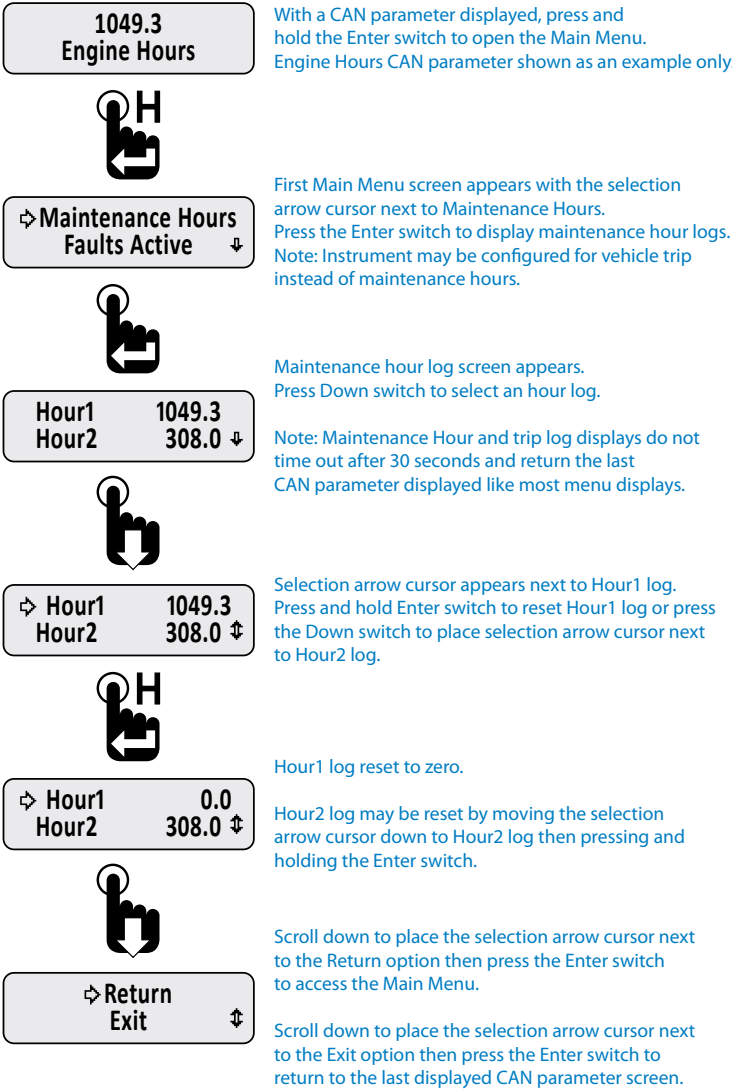 1049.3
Engine Hours
With a CAN parameter displayed, press and
hold the Enter switch to open the Main Menu.
Engine Hours CAN parameter shown as an example only
H
Maintenance Hours
Faults Active
First Main Menu screen appears with the selection
arrow cursor next to Maintenance Hours.
Press the Enter switch to display maintenance hour logs.
Note: Instrument may be configured for vehicle trip
instead of maintenance hours.
Hour1 1049.3
Hour2 308.0
Maintenance hour log screen appears.
Press Down switch to select an hour log.
Note: Maintenance Hour and trip log displays do not
time out after 30 seconds and return the last
CAN parameter displayed like most menu displays.
Hour1 1049.3
Hour2 308.0
Selection arrow cursor appears next to Hour1 log.
Press and hold Enter switch to reset Hour1 log or press
the Down switch to place selection arrow cursor next
to Hour2 log.
H
Hour1 0.0
Hour2 308.0
Hour1 log reset to zero.
Hour2 log may be reset by moving the selection
arrow cursor down to Hour2 log then pressing and
holding the Enter switch.
Return
Exit
Scroll down to place the selection arrow cursor next
to the Return option then press the Enter switch
to access the Main Menu.
Scroll down to place the selection arrow cursor next
to the Exit option then press the Enter switch to
return to the last displayed CAN parameter screen.